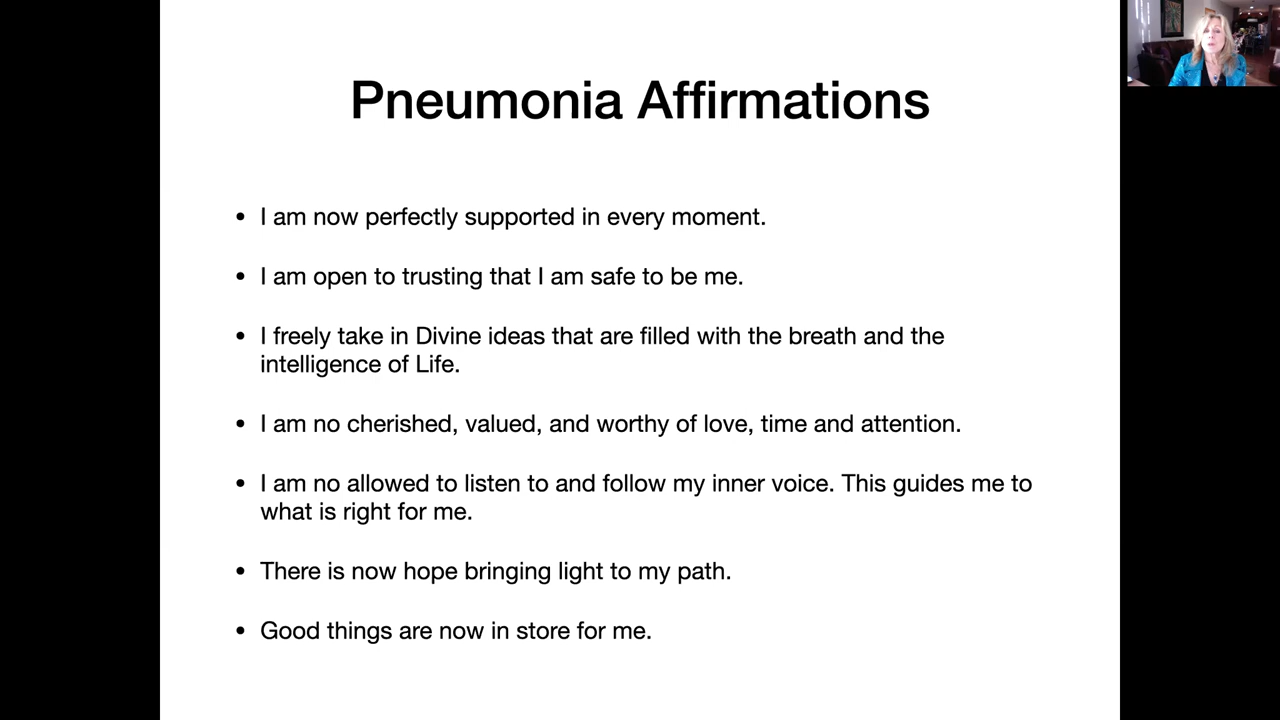 Pneumonia Affirmations
• I am now perfectly supported in every moment.
• I am open to trusting that I am safe to be me.
• I freely take in Divine ideas that are filled with the breath and the
intelligence of Life.
• I am no cherished, valued, and worthy of love, time and attention.
• I am no allowed to listen to and follow my inner voice. This guides me to
what is right for me.
• There is now hope bringing light to my path.
• Good things are now in store for me.